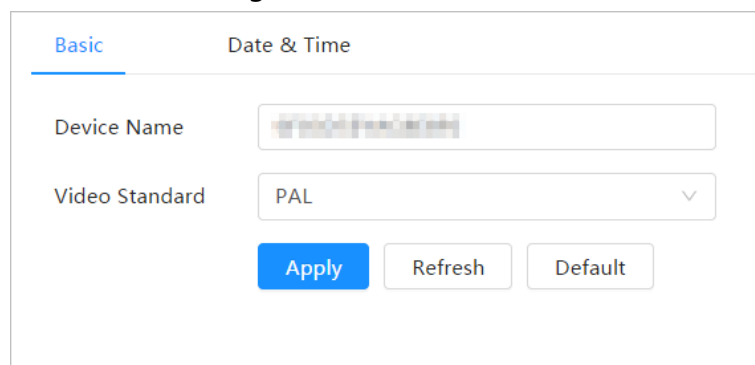 Basic Date & Time
Device Name
Video Standard PAL
Apply Refresh Default